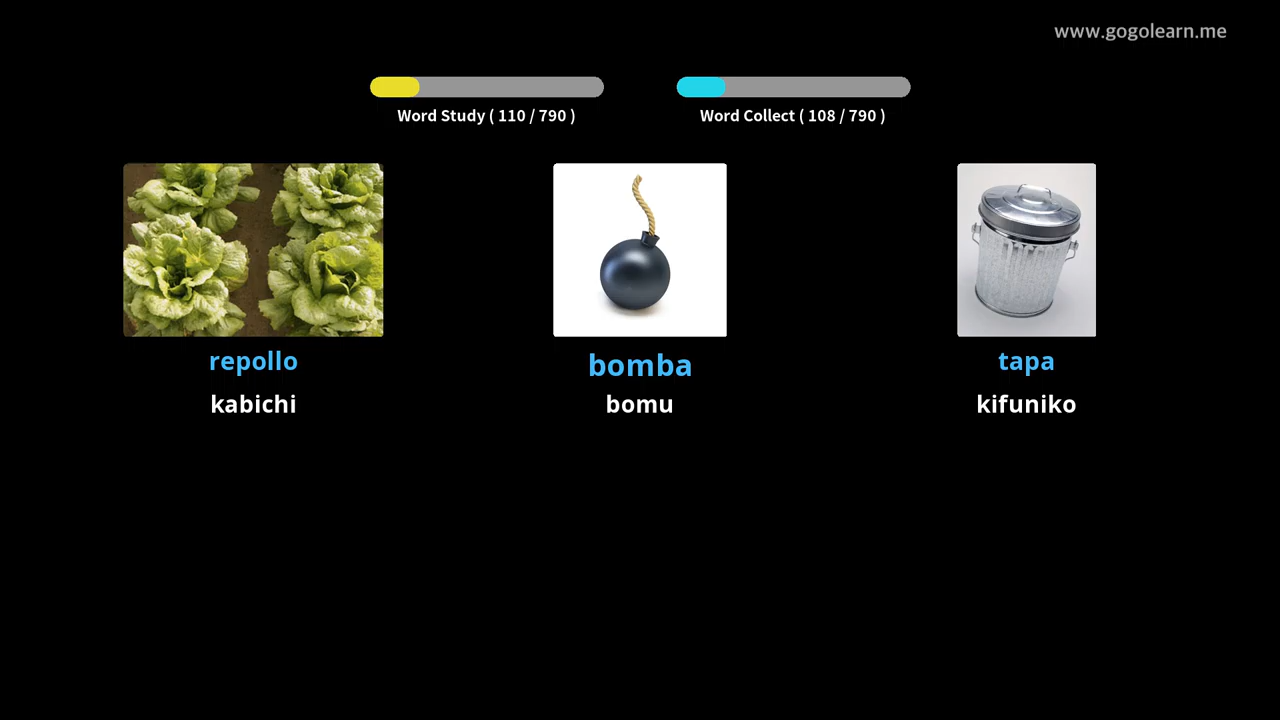 www.gogolearn.me
Word Study ( 110 / 790 )
Word Collect ( 108 / 790 )
repollo
bomba
tapa
kabichi
bomu
kifuniko